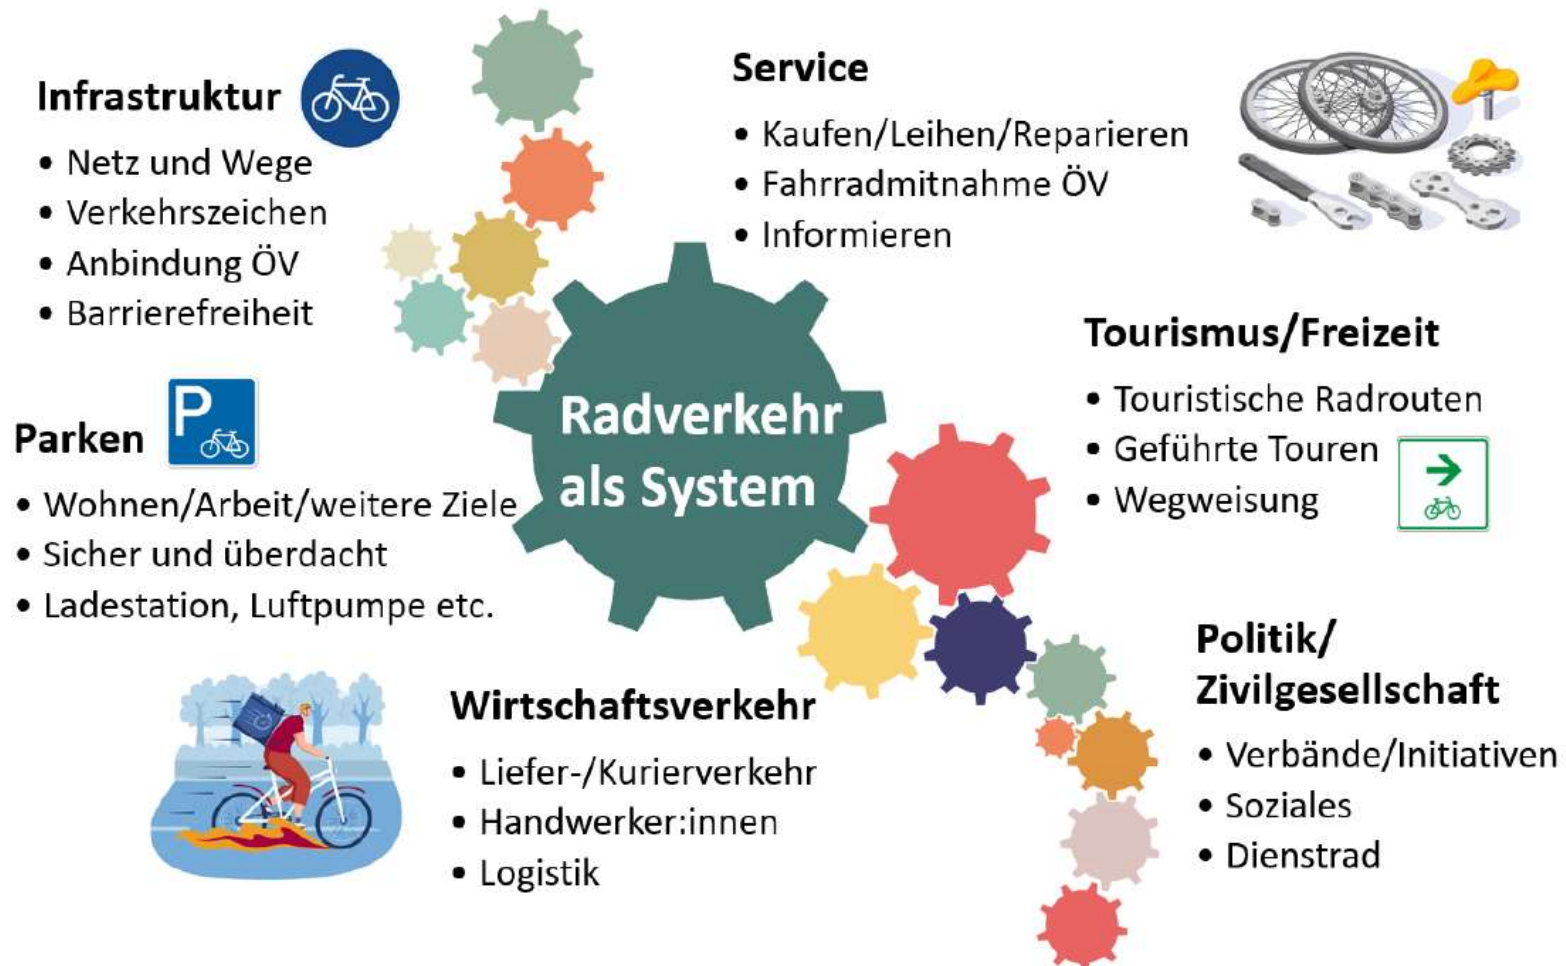 Infrastruktur
• Netz und Wege
• Verkehrszeichen
• Anbindung ÖV
• Barrierefreiheit
Service
• Kaufen/Leihen/Reparieren
• Fahrradmitnahme ÖV
• Informieren
Parken
P
• Wohnen/Arbeit/weitere Ziele
• Sicher und überdacht
• Ladestation, Luftpumpe etc.
Radverkehr
als System
Tourismus/Freizeit
• Touristische Radrouten
• Geführte Touren
• Wegweisung
Wirtschaftsverkehr
• Liefer-/Kurierverkehr
• Handwerker:innen
• Logistik
Politik/
Zivilgesellschaft
• Verbände/Initiativen
• Soziales
• Dienstrad